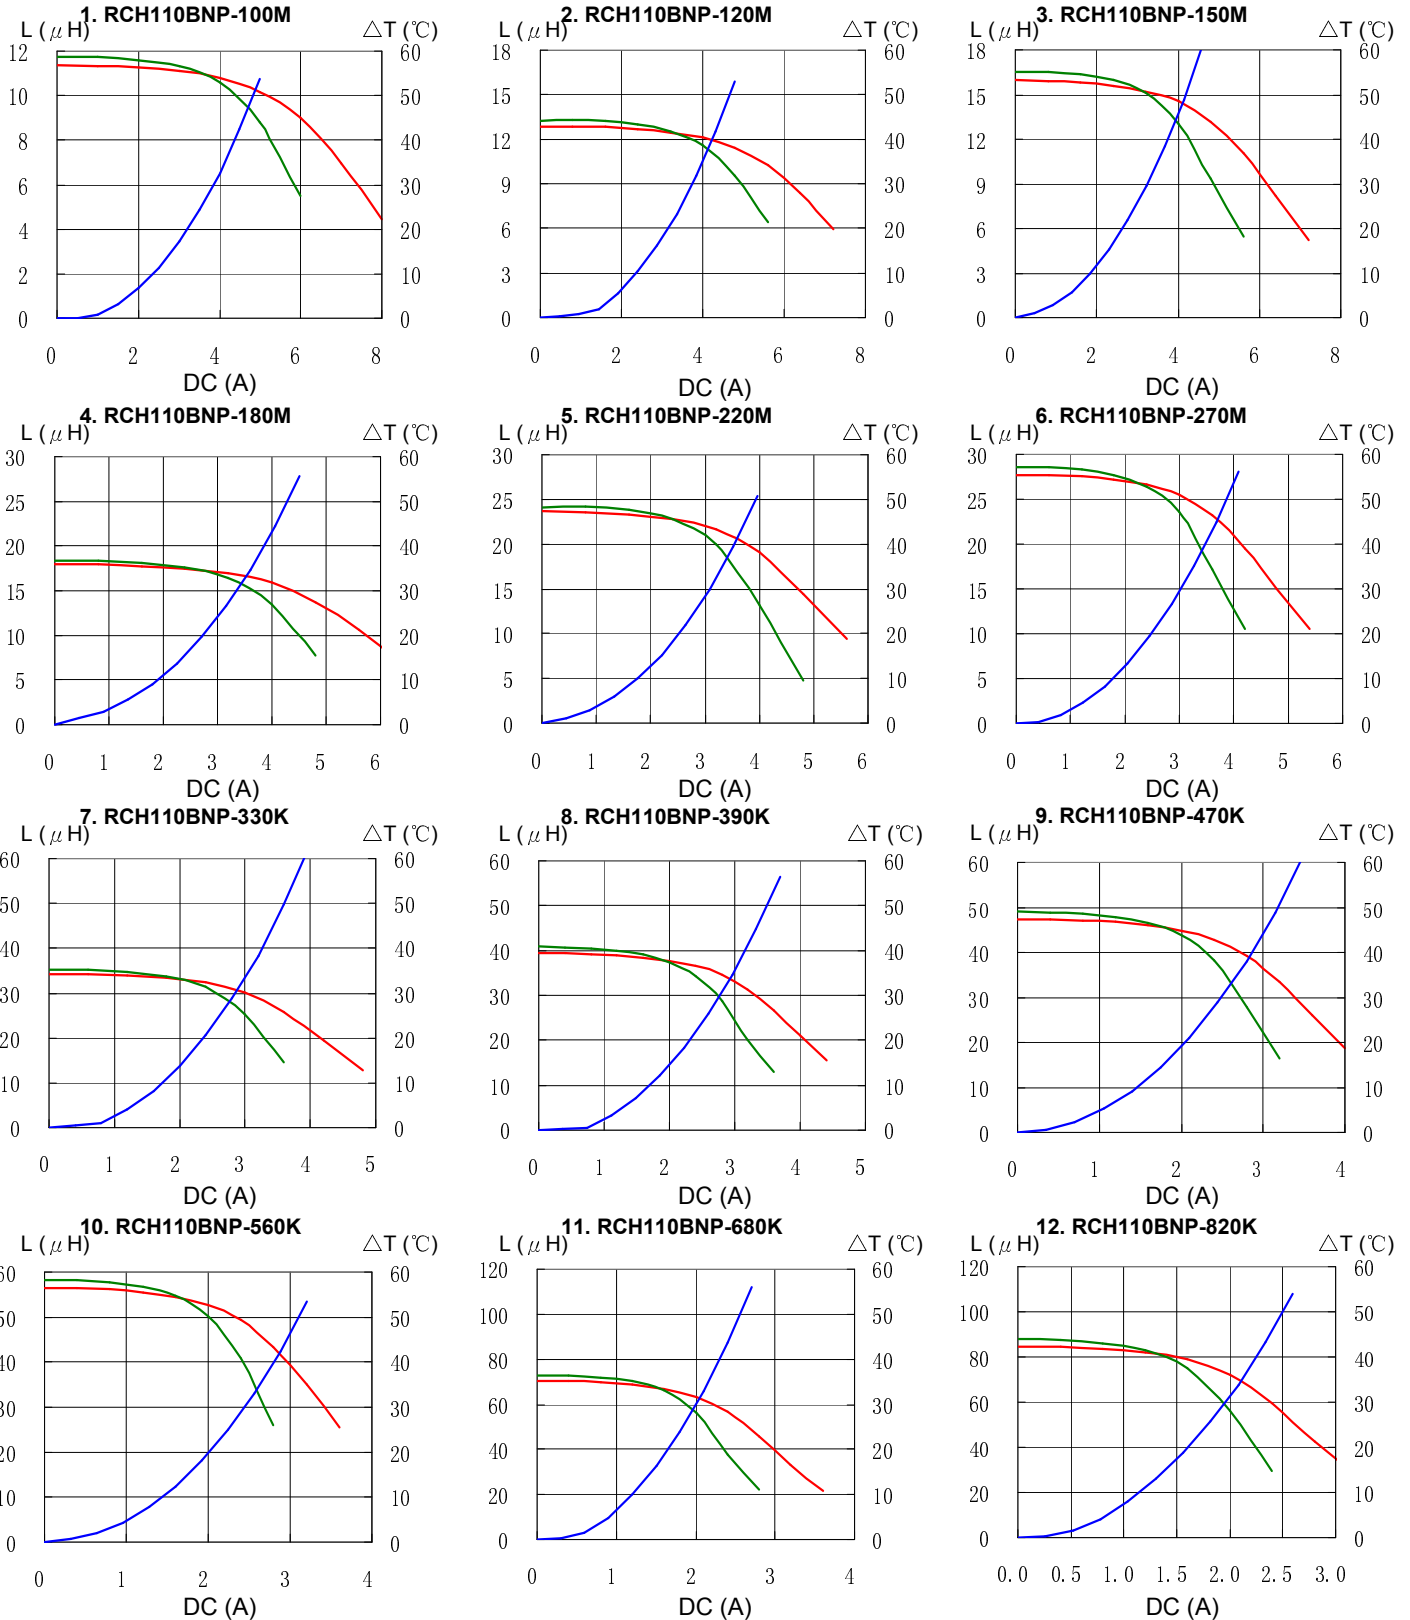 1. RCH110BNP-100M
L (μH) △T (℃)
12 60
10 50
8 40
6 30
4 20
2 10
0 0
0 2 4 6 8
DC (A)
2. RCH110BNP-120M
L (μH) △T (℃)
18 60
15 50
12 40
9 30
6 20
3 10
0 0
0 2 4 6 8
DC (A)
3. RCH110BNP-150M
L (μH) △T (℃)
18 60
15 50
12 40
9 30
6 20
3 10
0 0
0 2 4 6 8
DC (A)
4. RCH110BNP-180M
L (μH) △T (℃)
30 60
25 50
20 40
15 30
10 20
5 10
0 0
0 1 2 3 4 5 6
DC (A)
5. RCH110BNP-220M
L (μH) △T (℃)
30 60
25 50
20 40
15 30
10 20
5 10
0 0
0 1 2 3 4 5 6
DC (A)
6. RCH110BNP-270M
L (μH) △T (℃)
30 60
25 50
20 40
15 30
10 20
5 10
0 0
0 1 2 3 4 5 6
DC (A)
7. RCH110BNP-330K
L (μH) △T (℃)
60 60
50 50
40 40
30 30
20 20
10 10
0 0
0 1 2 3 4 5
DC (A)
8. RCH110BNP-390K
L (μH) △T (℃)
60 60
50 50
40 40
30 30
20 20
10 10
0 0
0 1 2 3 4 5
DC (A)
9. RCH110BNP-470K
L (μH) △T (℃)
60 60
50 50
40 40
30 30
20 20
10 10
0 0
0 1 2 3 4
DC (A)
10. RCH110BNP-560K
L (μH) △T (℃)
60 60
50 50
40 40
30 30
20 20
10 10
0 0
0 1 2 3 4
DC (A)
11. RCH110BNP-680K
L (μH) △T (℃)
120 60
100 50
80 40
60 30
40 20
20 10
0 0
0 1 2 3 4
DC (A)
12. RCH110BNP-820K
L (μH) △T (℃)
120 60
100 50
80 40
60 30
40 20
20 10
0 0
0.0 0.5 1.0 1.5 2.0 2.5 3.0
DC (A)